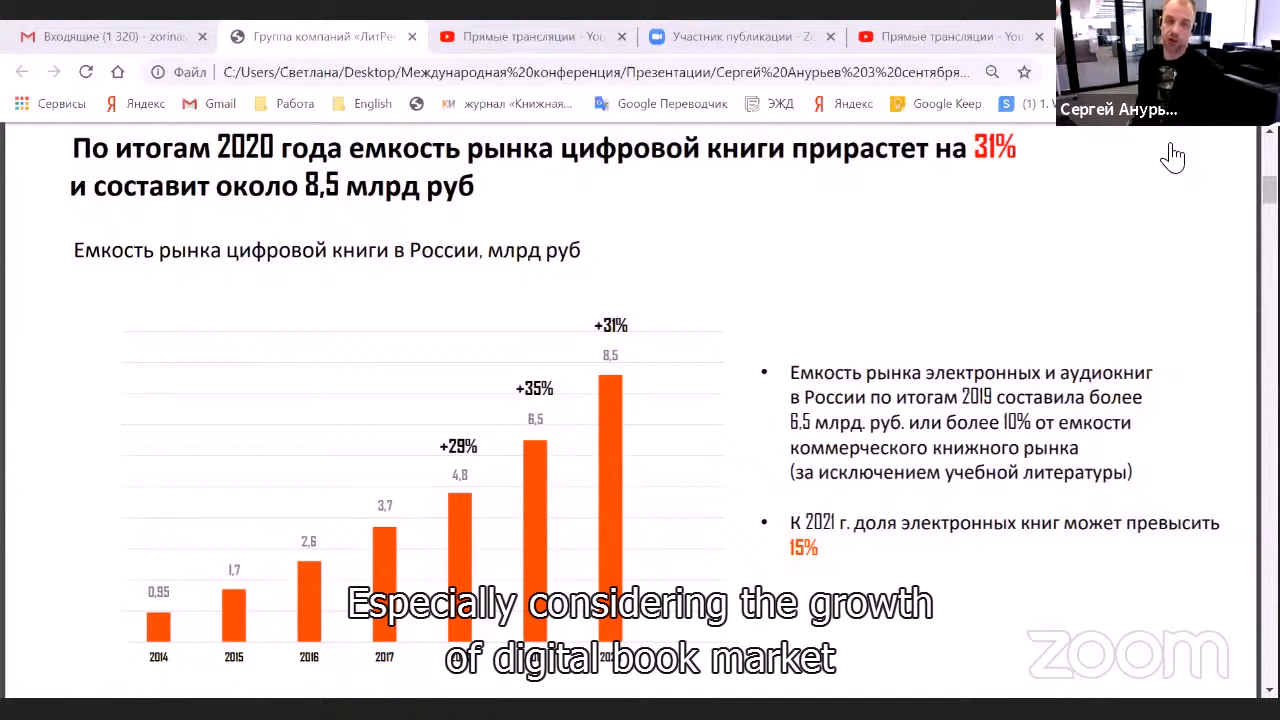 Входящие (1 320) - zorina
Группа компаний «ЛитРе
Прямые трансляции - You
Участник публикации - Zo
Прямые трансляции - You
Файл
C:/Users/Светлана/Desktop/Международная%20конференция/Презентации/Сергей%20Анурьев%203%20сентября...
Сервисы
Яндекс
Gmail
Работа
English
журнал «Книжная...
Google Переводчик
ЭЖД
Яндекс
Google Keep
(1) 1.
Сергей Анурь...
По итогам 2020 года емкость рынка цифровой книги прирастет на 31%
и составит около 8,5 млрд руб
Емкость рынка цифровой книги в России, млрд руб
+31%
8,5
+35%
6,5
+29%
4,8
3,7
2,6
1,7
0,95
2014
2015
2016
2017
• Емкость рынка электронных и аудиокниг
в России по итогам 2019 составила более
6,5 млрд. руб. или более 10% от емкости
коммерческого книжного рынка
(за исключением учебной литературы)
• К 2021 г. доля электронных книг может превысить
15%
Especially considering the growth
of digital book market
zoom